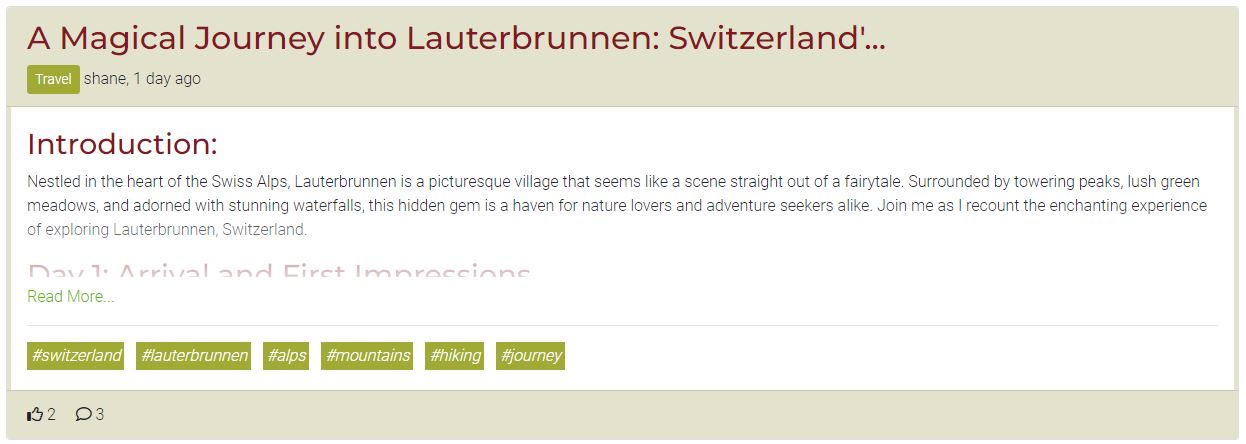 A Magical Journey into Lauterbrunnen: Switzerland'...
Travel shane, 1 day ago
Introduction:
Nestled in the heart of the Swiss Alps, Lauterbrunnen is a picturesque village that seems like a scene straight out of a fairytale. Surrounded by towering peaks, lush green
meadows, and adorned with stunning waterfalls, this hidden gem is a haven for nature lovers and adventure seekers alike. Join me as I recount the enchanting experience
of exploring Lauterbrunnen, Switzerland.
Day 1: Arrival and First Impressions
Read More...
#switzerland #lauterbrunnen #alps #mountains #hiking #journey
2 3